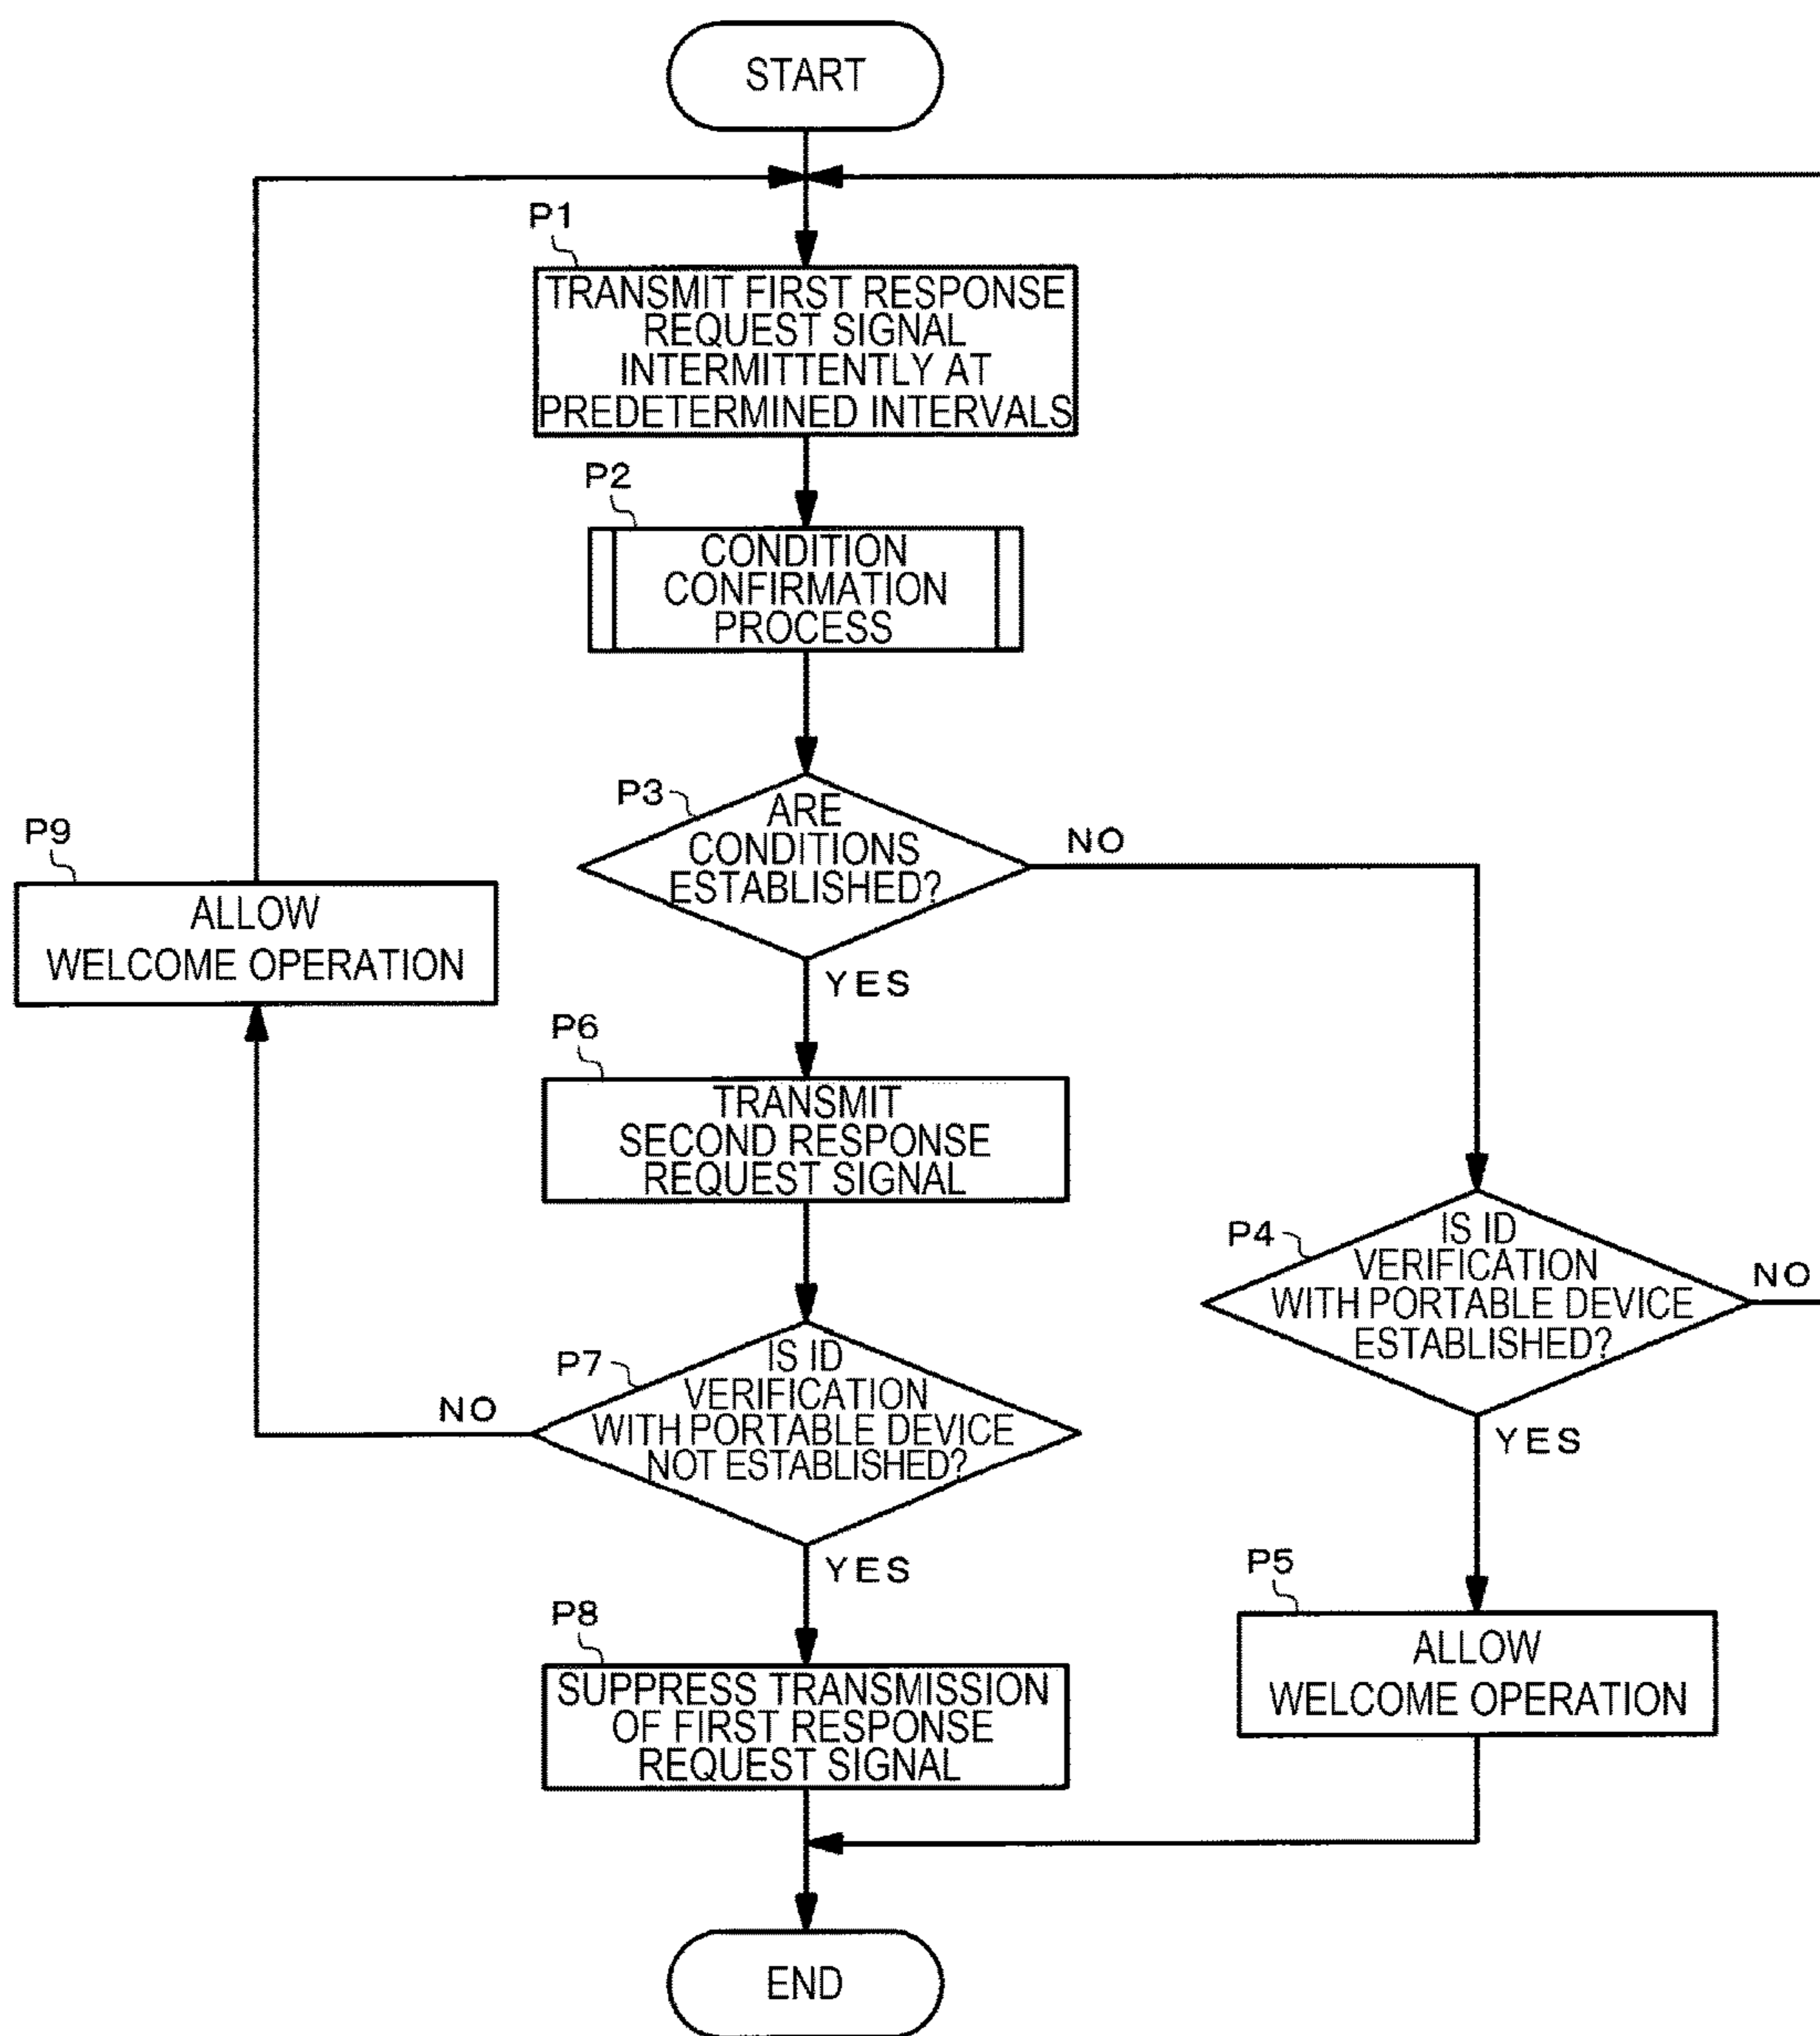 START
P1
TRANSMIT FIRST RESPONSE
REQUEST SIGNAL
INTERMITTENTLY AT
PREDETERMINED INTERVALS
P2
CONDITION
CONFIRMATION
PROCESS
P3
ARE
CONDITIONS
ESTABLISHED?
NO
YES
P9
ALLOW
WELCOME OPERATION
P6
TRANSMIT
SECOND RESPONSE
REQUEST SIGNAL
P4
IS ID
VERIFICATION
WITH PORTABLE DEVICE
ESTABLISHED?
NO
YES
P7
IS ID
VERIFICATION
WITH PORTABLE DEVICE
NOT ESTABLISHED?
NO
YES
P5
ALLOW
WELCOME OPERATION
P8
SUPPRESS TRANSMISSION
OF FIRST RESPONSE
REQUEST SIGNAL
END